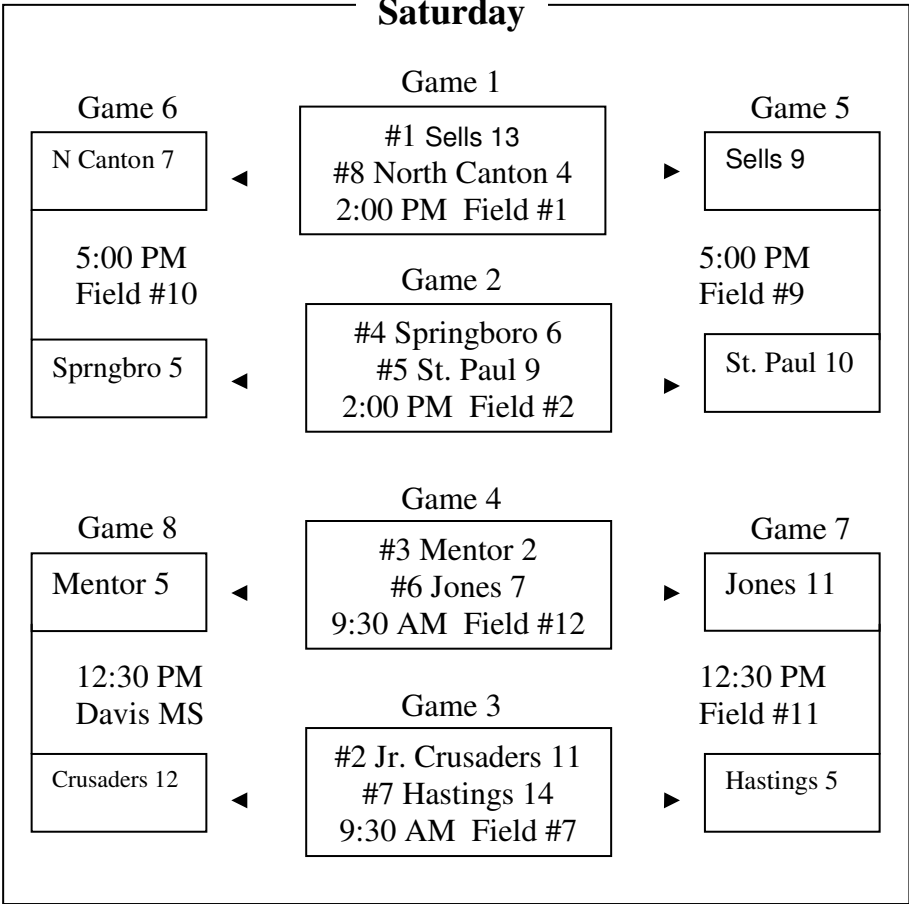 Saturday
Game 1
Game 6
Game 5
N Canton 7
#1 Sells 13
#8 North Canton 4
2:00 PM Field #1
Sells 9
5:00 PM
Field #10
5:00 PM
Field #9
Game 2
Sprngbro 5
#4 Springboro 6
#5 St. Paul 9
2:00 PM Field #2
St. Paul 10
Game 4
Game 8
Game 7
Mentor 5
#3 Mentor 2
#6 Jones 7
9:30 AM Field #12
Jones 11
12:30 PM
Davis MS
12:30 PM
Field #11
Game 3
Crusaders 12
#2 Jr. Crusaders 11
#7 Hastings 14
9:30 AM Field #7
Hastings 5